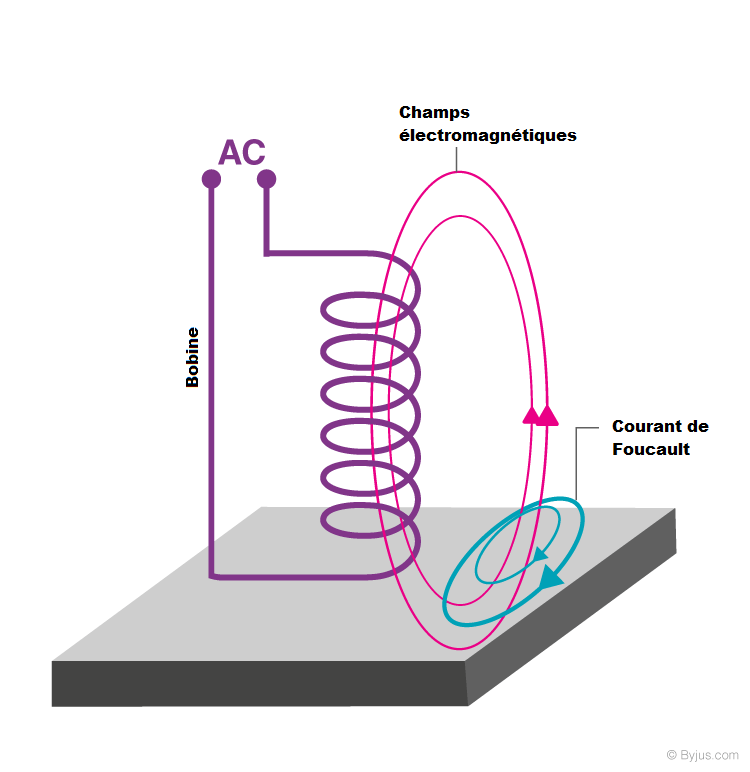 Champs
électromagnétiques
AC
Bobine
Courant de
Foucault
© Byjus.com